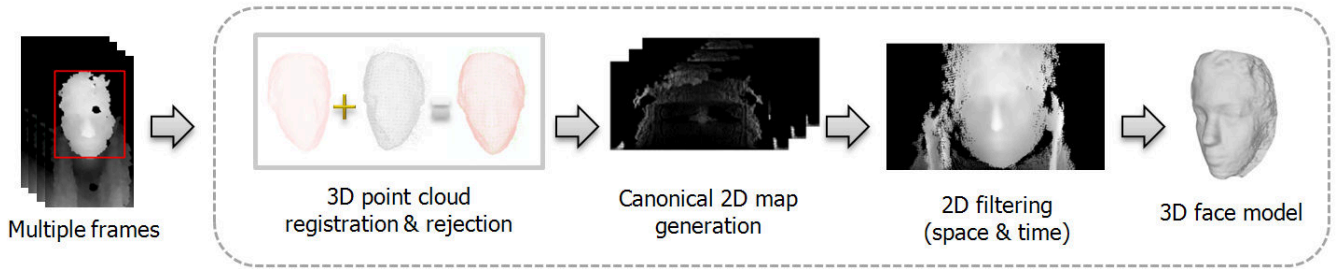 Multiple frames
3D point cloud
registration & rejection
Canonical 2D map
generation
2D filtering
(space & time)
3D face model